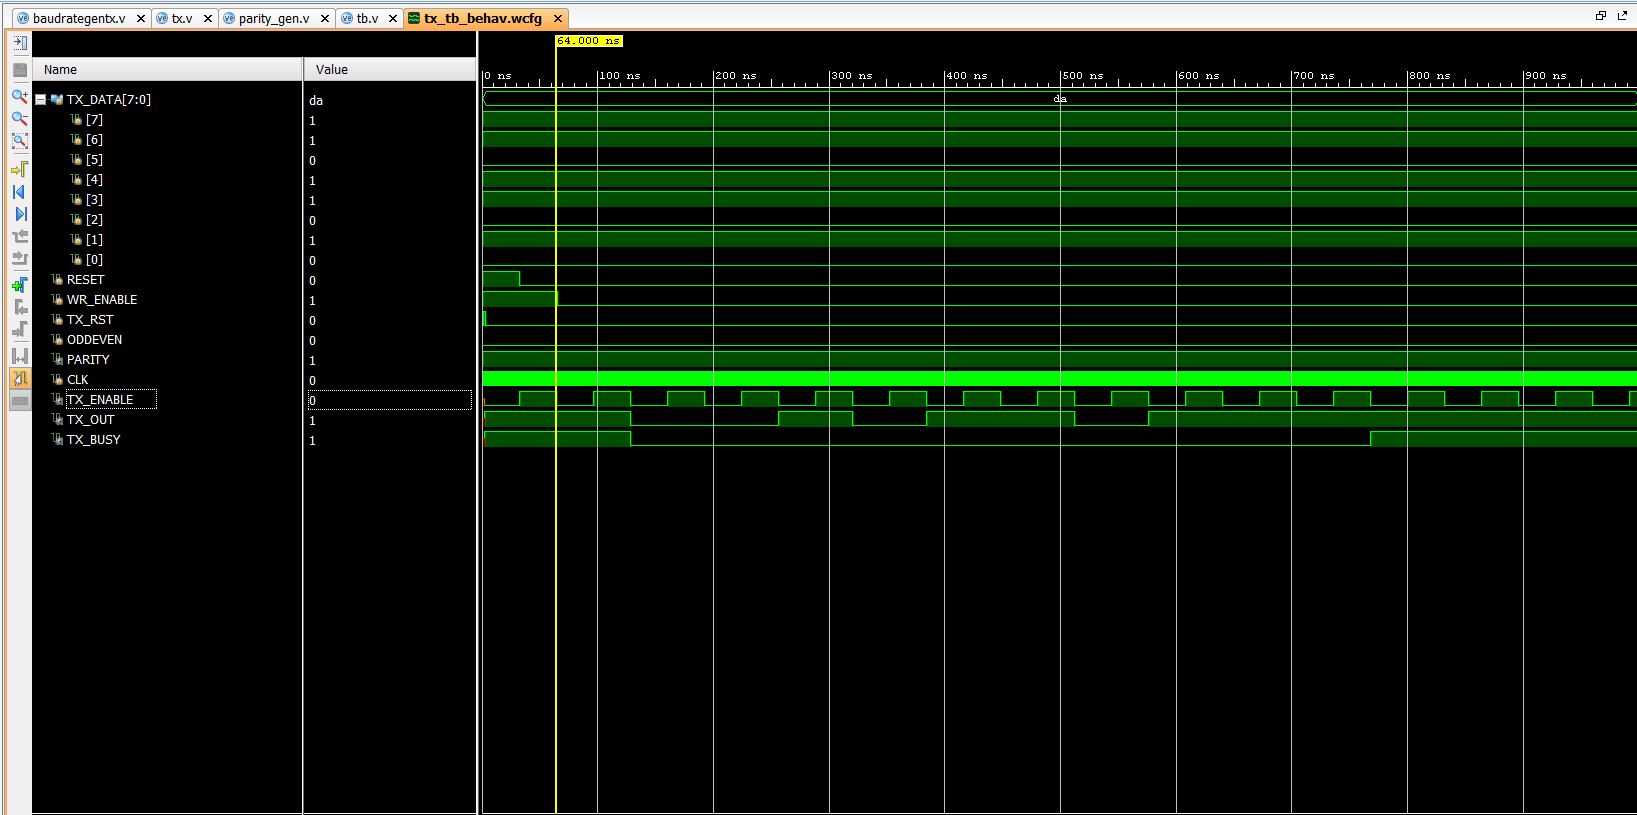 baudrategentx.v × tx.v × parity_gen.v × tb.v × tx_tb_behav.wcfg ×
64.000 ns
Name Value 0 ns 100 ns 200 ns 300 ns 400 ns 500 ns 600 ns 700 ns 800 ns 900 ns
TX_DATA[7:0] da da
[7] 1
[6] 1
[5] 0
[4] 1
[3] 1
[2] 0
[1] 1
[0] 0
RESET 0
WR_ENABLE 1
TX_RST 0
ODDEVEN 0
PARITY 1
CLK 0
TX_ENABLE 0
TX_OUT 1
TX_BUSY 1